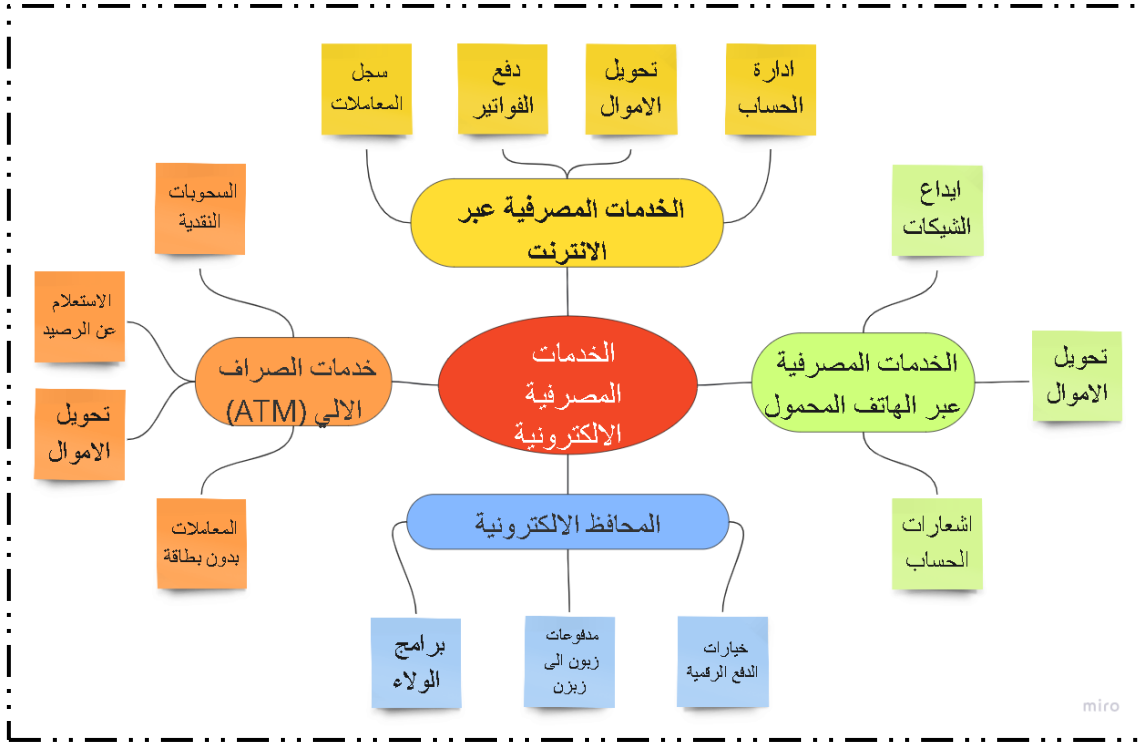 الخدمات
المصرفية
الالكترونية
الخدمات المصرفية عبر
الانترنت
ادارة
الحساب
تحويل
الاموال
دفع
الفواتير
سجل
المعاملات
الخدمات المصرفية
عبر الهاتف المحمول
ايداع
الشيكات
تحويل
الاموال
اشعارات
الحساب
المحافظ الالكترونية
خيارات
الدفع الرقمية
مدفوعات
زبون الى
زبزن
برامج
الولاء
خدمات الصراف
الالي (ATM)
السحوبات
النقدية
الاستعلام
عن الرصيد
تحويل
الاموال
المعاملات
بدون بطاقة
miro